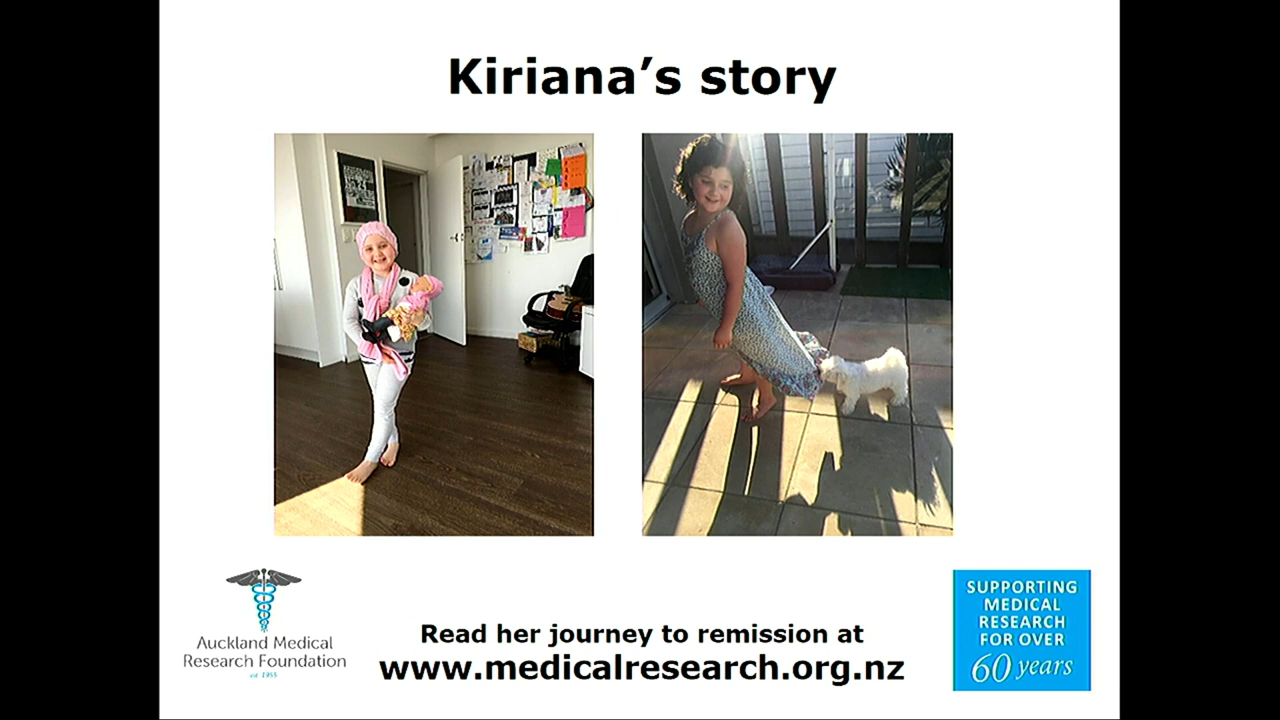 Kiriana’s story
Auckland Medical
Research Foundation
est. 1955
Read her journey to remission at
www.medicalresearch.org.nz
SUPPORTING
MEDICAL
RESEARCH
FOR OVER
60 years